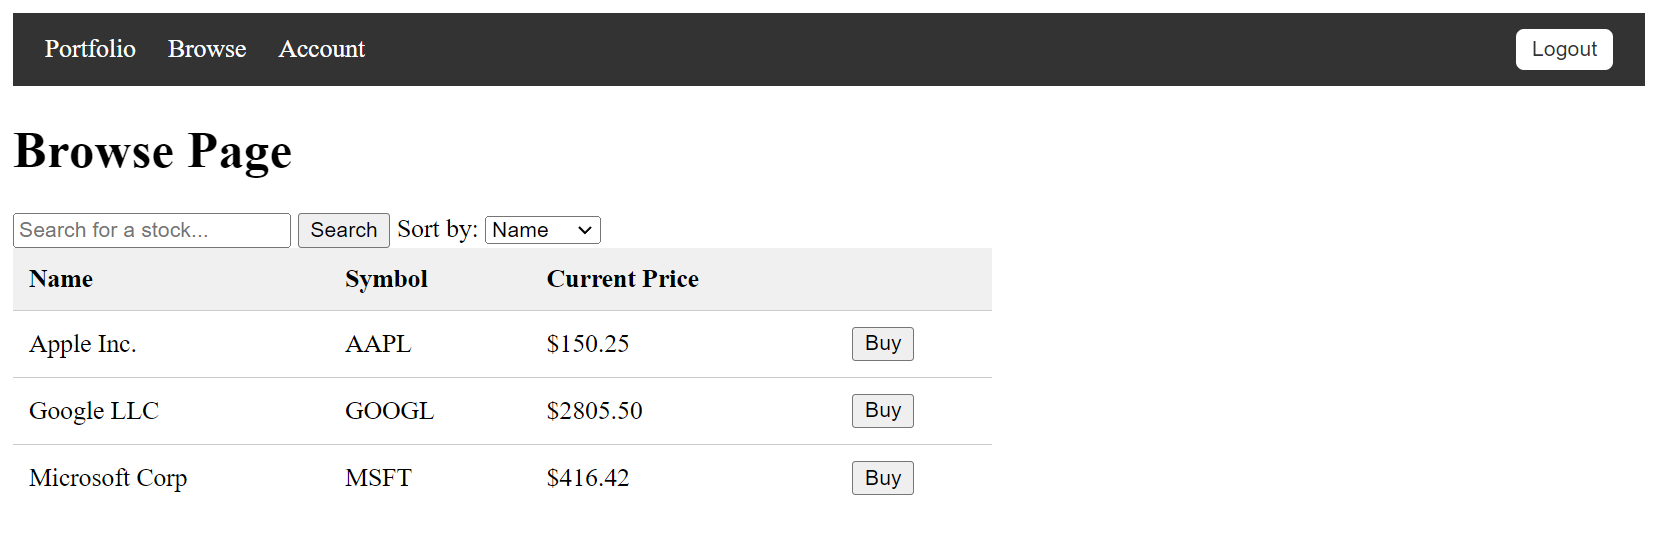 Portfolio Browse Account Logout
Browse Page
Search for a stock... Search Sort by: Name
Name Symbol Current Price
Apple Inc. AAPL $150.25 Buy
Google LLC GOOGL $2805.50 Buy
Microsoft Corp MSFT $416.42 Buy